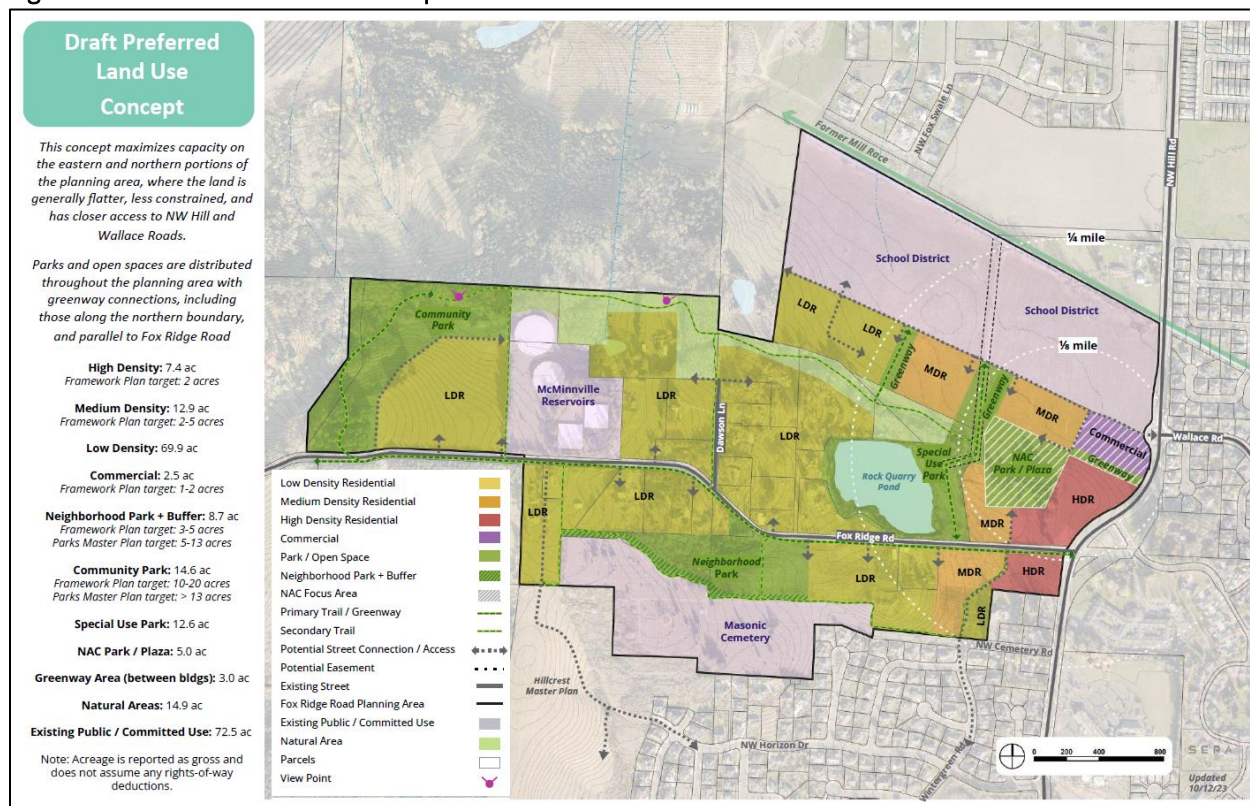 Draft Preferred
Land Use
Concept
This concept maximizes capacity on
the eastern and northern portions of
the planning area, where the land is
generally flatter, less constrained, and
has closer access to NW Hill and
Wallace Roads.
Parks and open spaces are distributed
throughout the planning area with
greenway connections, including
those along the northern boundary,
and parallel to Fox Ridge Road
High Density: 7.4 ac
Framework Plan target: 2 acres
Medium Density: 12.9 ac
Framework Plan target: 2-5 acres
Low Density: 69.9 ac
Commercial: 2.5 ac
Framework Plan target: 1-2 acres
Neighborhood Park + Buffer: 8.7 ac
Framework Plan target: 3-5 acres
Parks Master Plan target: 5-13 acres
Community Park: 14.6 ac
Framework Plan target: 10-20 acres
Parks Master Plan target: > 13 acres
Special Use Park: 12.6 ac
NAC Park / Plaza: 5.0 ac
Greenway Area (between bldgs): 3.0 ac
Natural Areas: 14.9 ac
Existing Public / Committed Use: 72.5 ac
Note: Acreage is reported as gross and
does not assume any rights-of-way
deductions.
Former Mill Race
NW Fox Swale Ln
NW Hill Rd
¼ mile
School District
School District
⅛ mile
LDR
LDR
Greenway
MDR
Greenway
MDR
Commercial
Wallace Rd
Greenway
NAC
Park / Plaza
HDR
Community
Park
LDR
McMinnville
Reservoirs
LDR
Dawson Ln
LDR
Rock Quarry
Pond
Special
Use
Park
MDR
Fox Ridge Rd
LDR
LDR
Neighborhood
Park
LDR
MDR
HDR
LDR
Masonic
Cemetery
NW Cemetery Rd
Hillcrest
Master Plan
NW Horizon Dr
Wintergreen Rd
Low Density Residential
Medium Density Residential
High Density Residential
Commercial
Park / Open Space
Neighborhood Park + Buffer
NAC Focus Area
Primary Trail / Greenway
Secondary Trail
Potential Street Connection / Access
Potential Easement
Existing Street
Fox Ridge Road Planning Area
Existing Public / Committed Use
Natural Area
Parcels
View Point
0 200 400 800
SERA
Updated
10/12/23